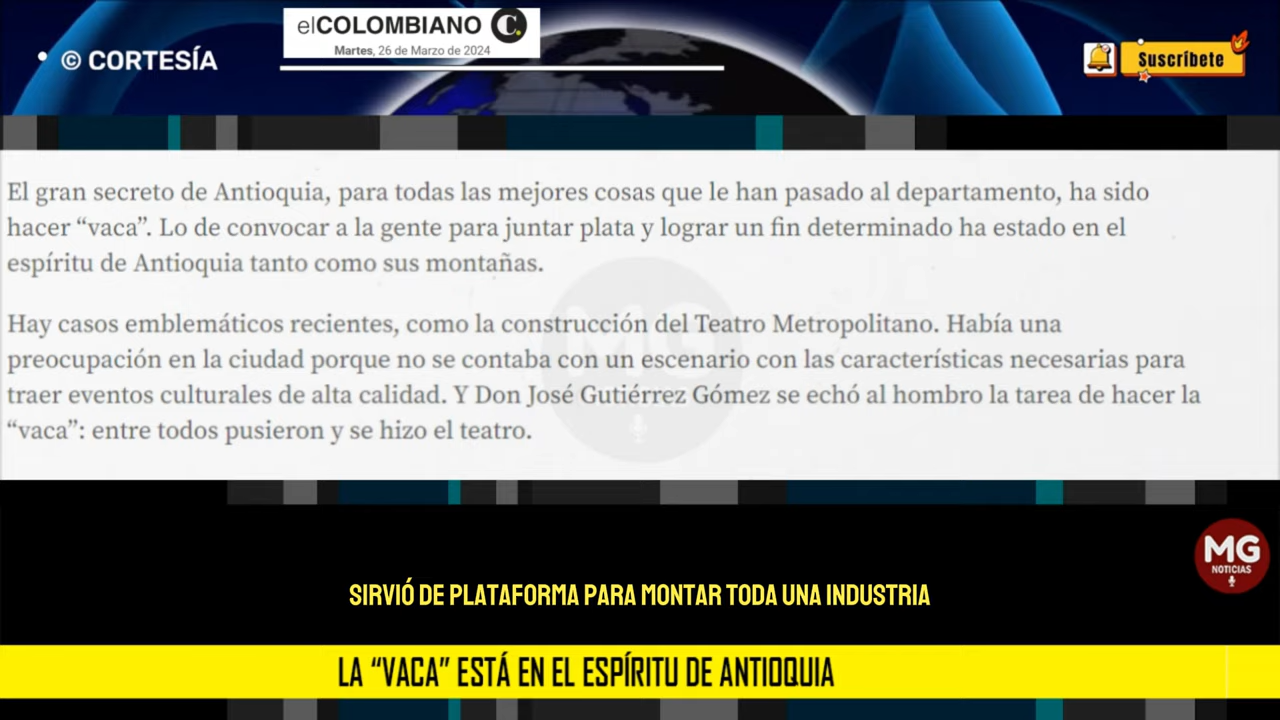 elCOLOMBIANO C.
Martes, 26 de Marzo de 2024
© CORTESÍA
Suscríbete
El gran secreto de Antioquia, para todas las mejores cosas que le han pasado al departamento, ha sido
hacer “vaca”. Lo de convocar a la gente para juntar plata y lograr un fin determinado ha estado en el
espíritu de Antioquia tanto como sus montañas.
Hay casos emblemáticos recientes, como la construcción del Teatro Metropolitano. Había una
preocupación en la ciudad porque no se contaba con un escenario con las características necesarias para
traer eventos culturales de alta calidad. Y Don José Gutiérrez Gómez se echó al hombro la tarea de hacer la
“vaca”: entre todos pusieron y se hizo el teatro.
MG
NOTICIAS
SIRVIÓ DE PLATAFORMA PARA MONTAR TODA UNA INDUSTRIA
LA “VACA” ESTÁ EN EL ESPÍRITU DE ANTIOQUIA